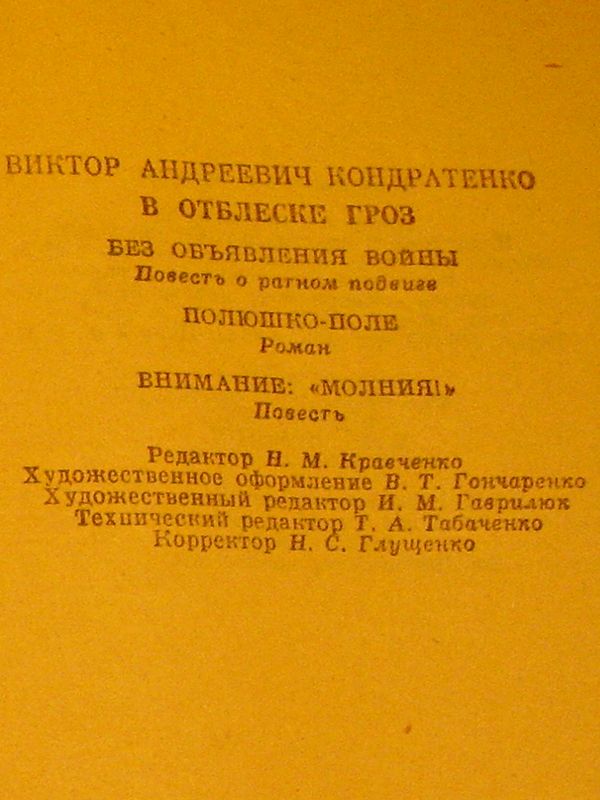 ВИКТОР АНДРЕЕВИЧ КОНДРАТЕНКО
В ОТБЛЕСКЕ ГРОЗ
БЕЗ ОБЪЯВЛЕНИЯ ВОЙНЫ
Повесть о ратном подвиге
ПОЛЮШКО-ПОЛЕ
Роман
ВНИМАНИЕ: «МОЛНИЯ!»
Повесть
Редактор Н. М. Кравченко
Художественное оформление В. Т. Гончаренко
Художественный редактор И. М. Гаврилюк
Технический редактор Т. А. Табаченко
Корректор Н. С. Глущенко